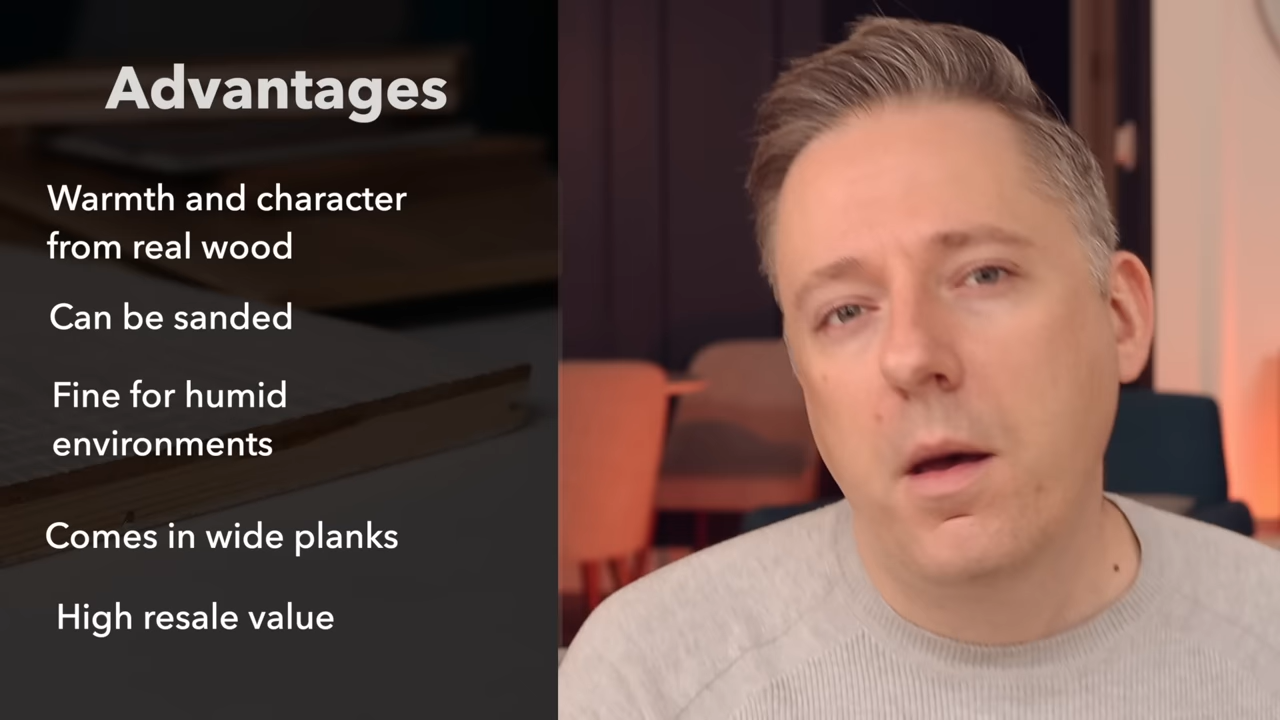 Advantages
Warmth and character
from real wood
Can be sanded
Fine for humid
environments
Comes in wide planks
High resale value